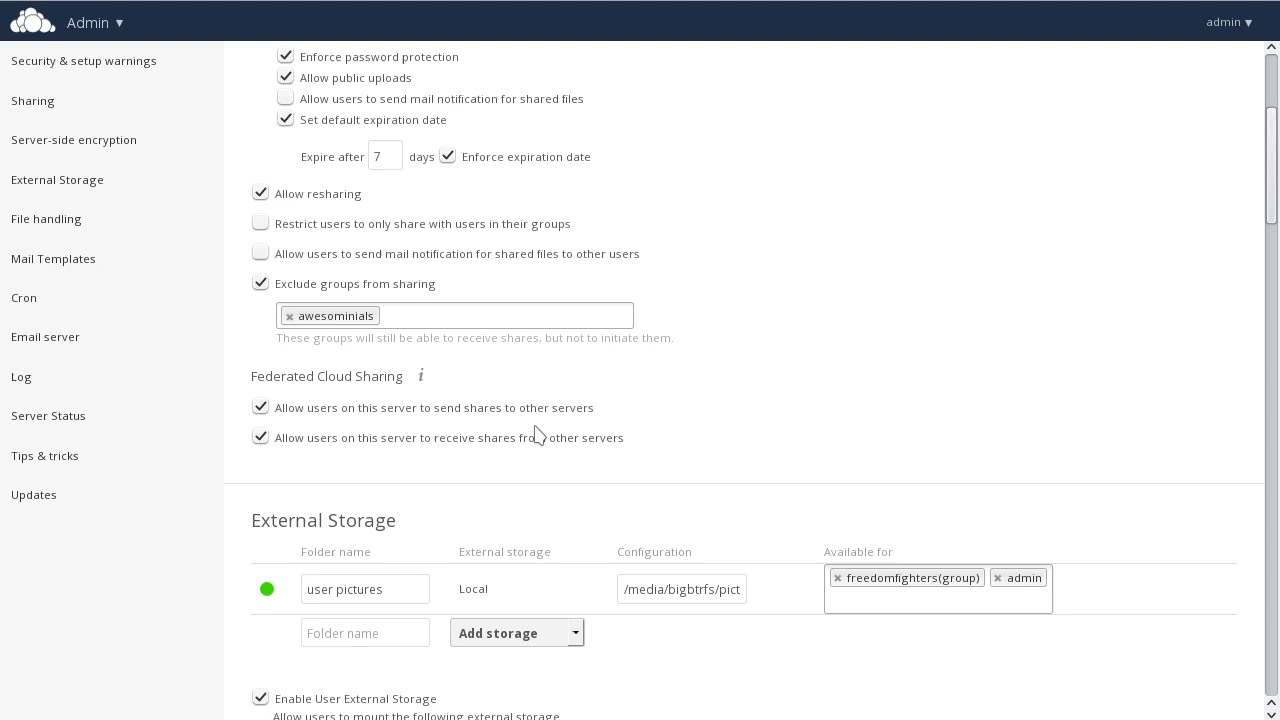 Admin ▼
admin ▼
Security & setup warnings
Sharing
Server-side encryption
External Storage
File handling
Mail Templates
Cron
Email server
Log
Server Status
Tips & tricks
Updates
Enforce password protection
Allow public uploads
Allow users to send mail notification for shared files
Set default expiration date
Expire after 7 days Enforce expiration date
Allow resharing
Restrict users to only share with users in their groups
Allow users to send mail notification for shared files to other users
Exclude groups from sharing
awesominials
These groups will still be able to receive shares, but not to initiate them.
Federated Cloud Sharing i
Allow users on this server to send shares to other servers
Allow users on this server to receive shares from other servers
External Storage
Folder name External storage Configuration Available for
user pictures Local /media/bigbtrfs/pict freedomfighters(group) admin
Folder name Add storage
Enable User External Storage
Allow users to mount the following external storage